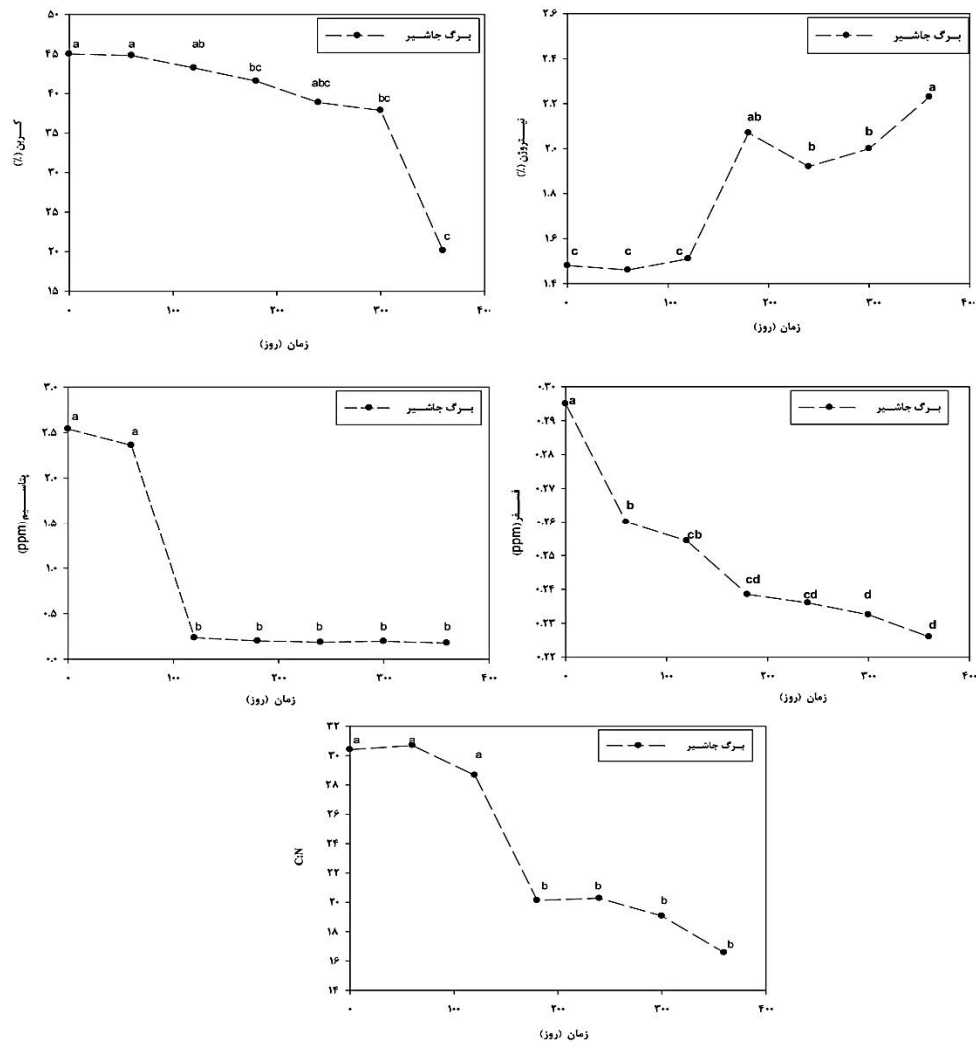 برگ جاشیر
کربن (٪)
۵۰
۴۵
۴۰
۳۵
۳۰
۲۵
۲۰
۱۵
a a ab bc abc bc c
۰ ۱۰۰ ۲۰۰ ۳۰۰ ۴۰۰
زمان (روز)
برگ جاشیر
نیتروژن (٪)
۲.۶
۲.۴
۲.۲
۲.۰
۱.۸
۱.۶
۱.۴
c c c ab b b a
۰ ۱۰۰ ۲۰۰ ۳۰۰ ۴۰۰
زمان (روز)
برگ جاشیر
پتاسیم (ppm)
۳.۰
۲.۵
۲.۰
۱.۵
۱.۰
۰.۵
۰.۰
a a b b b b b
۰ ۱۰۰ ۲۰۰ ۳۰۰ ۴۰۰
زمان (روز)
برگ جاشیر
فسفر (ppm)
۰.۳۰
۰.۲۹
۰.۲۸
۰.۲۷
۰.۲۶
۰.۲۵
۰.۲۴
۰.۲۳
۰.۲۲
a b cb cd cd d d
۰ ۱۰۰ ۲۰۰ ۳۰۰ ۴۰۰
زمان (روز)
برگ جاشیر
C:N
۳۲
۳۰
۲۸
۲۶
۲۴
۲۲
۲۰
۱۸
۱۶
۱۴
a a a b b b b
۰ ۱۰۰ ۲۰۰ ۳۰۰ ۴۰۰
زمان (روز)